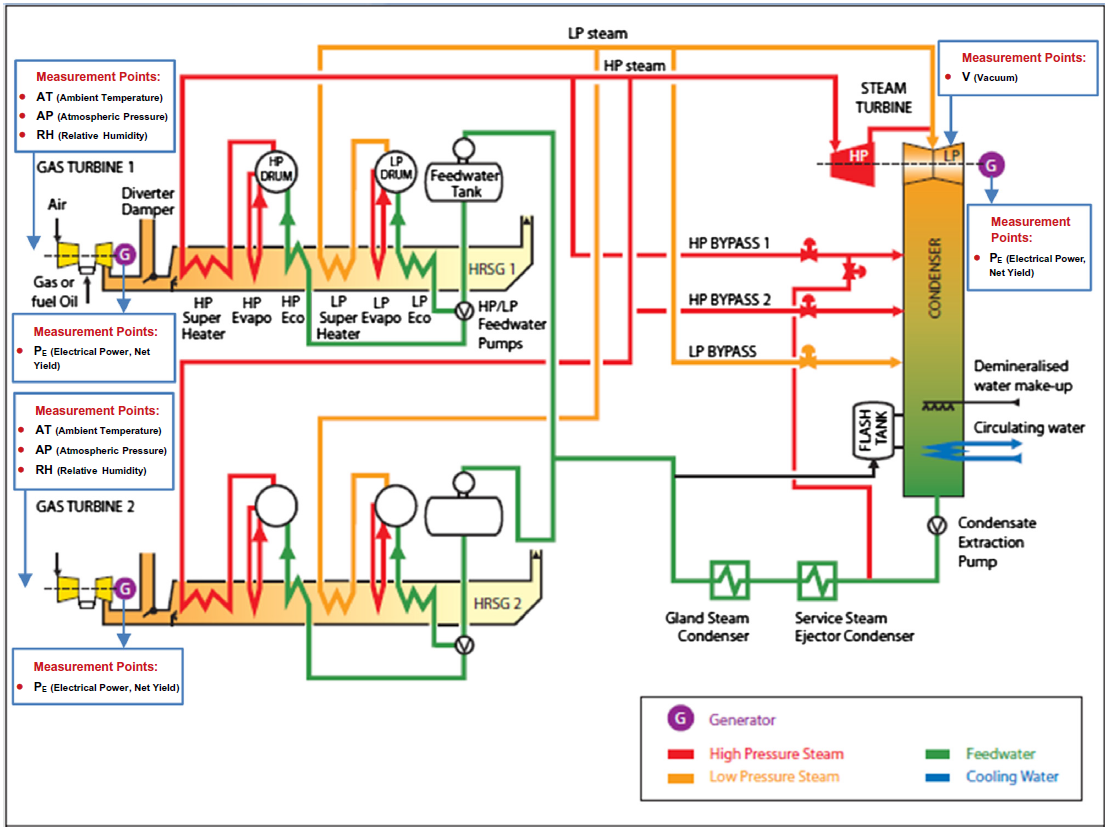 LP steam
HP steam
Measurement Points:
AT (Ambient Temperature)
AP (Atmospheric Pressure)
RH (Relative Humidity)
Measurement Points:
V (Vacuum)
STEAM
TURBINE
HP
LP
G
GAS TURBINE 1
Air
Diverter
Damper
HP
DRUM
LP
DRUM
Feedwater
Tank
G
Gas or
fuel Oil
HRSG 1
HP
Super
Heater
HP
Evapo
HP
Eco
LP
Super
Heater
LP
Evapo
LP
Eco
HP/LP
Feedwater
Pumps
Measurement Points:
PE (Electrical Power, Net
Yield)
HP BYPASS 1
HP BYPASS 2
LP BYPASS
CONDENSER
Measurement
Points:
PE (Electrical Power,
Net Yield)
Demineralised
water make-up
Circulating water
FLASH
TANK
Measurement Points:
AT (Ambient Temperature)
AP (Atmospheric Pressure)
RH (Relative Humidity)
GAS TURBINE 2
G
HRSG 2
Measurement Points:
PE (Electrical Power, Net Yield)
Condensate
Extraction
Pump
Gland Steam
Condenser
Service Steam
Ejector Condenser
G Generator
High Pressure Steam
Low Pressure Steam
Feedwater
Cooling Water